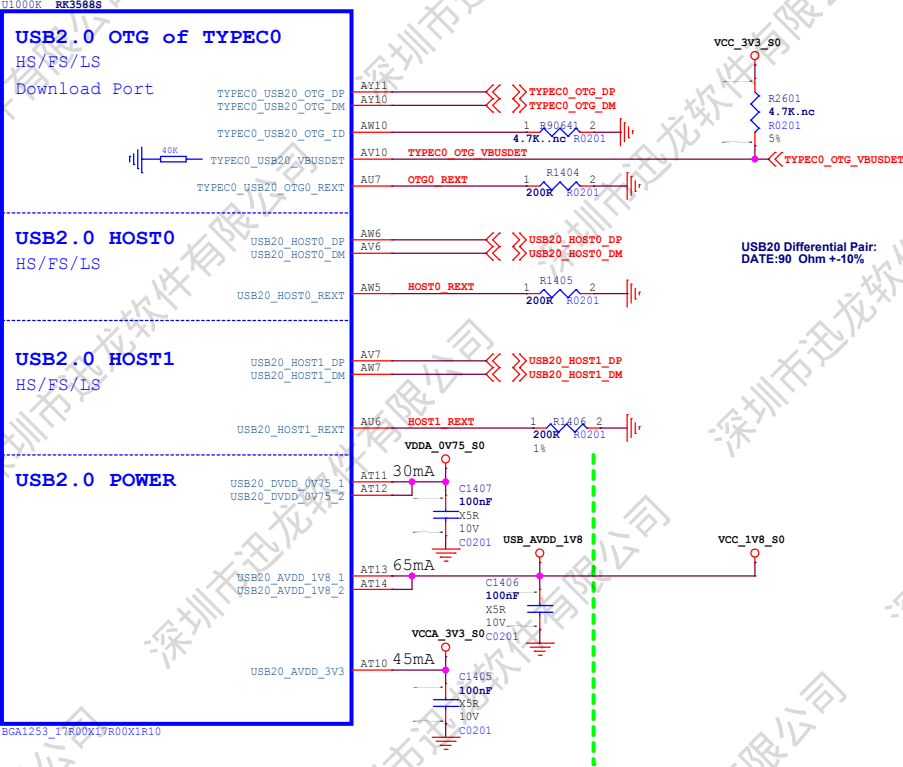 U1000K RK3588S
USB2.0 OTG of TYPEC0
HS/FS/LS
Download Port
TYPEC0_USB20_OTG_DP AY11 TYPEC0_OTG_DP
TYPEC0_USB20_OTG_DM AY10 TYPEC0_OTG_DM
TYPEC0_USB20_OTG_ID AW10 1 R90641 2
4.7K..nc R0201
40K TYPEC0_USB20_VBUSDET AV10 TYPEC0_OTG_VBUSDET TYPEC0_OTG_VBUSDET
TYPEC0_USB20_OTG0_REXT AU7 OTG0_REXT 1 R1404 2
200R R0201
VCC_3V3_S0
R2601
4.7K.nc
R0201
5%
USB2.0 HOST0
HS/FS/LS
USB20_HOST0_DP AW6 USB20_HOST0_DP
USB20_HOST0_DM AV6 USB20_HOST0_DM
USB20_HOST0_REXT AW5 HOST0_REXT 1 R1405 2
200R R0201
USB20 Differential Pair:
DATE:90 Ohm +-10%
USB2.0 HOST1
HS/FS/LS
USB20_HOST1_DP AV7 USB20_HOST1_DP
USB20_HOST1_DM AW7 USB20_HOST1_DM
USB20_HOST1_REXT AU6 HOST1_REXT 1 R1406 2
200R R0201
1%
USB2.0 POWER
VDDA_0V75_S0
USB20_DVDD_0V75_1 AT11 30mA
USB20_DVDD_0V75_2 AT12
C1407
100nF
X5R
10V
C0201
USB_AVDD_1V8 VCC_1V8_S0
USB20_AVDD_1V8_1 AT13 65mA
USB20_AVDD_1V8_2 AT14
C1406
100nF
X5R
10V
C0201
VCCA_3V3_S0
USB20_AVDD_3V3 AT10 45mA
C1405
100nF
X5R
10V
C0201
BGA1253_17R00X17R00X1R10
深圳市迅龙软件有限公司